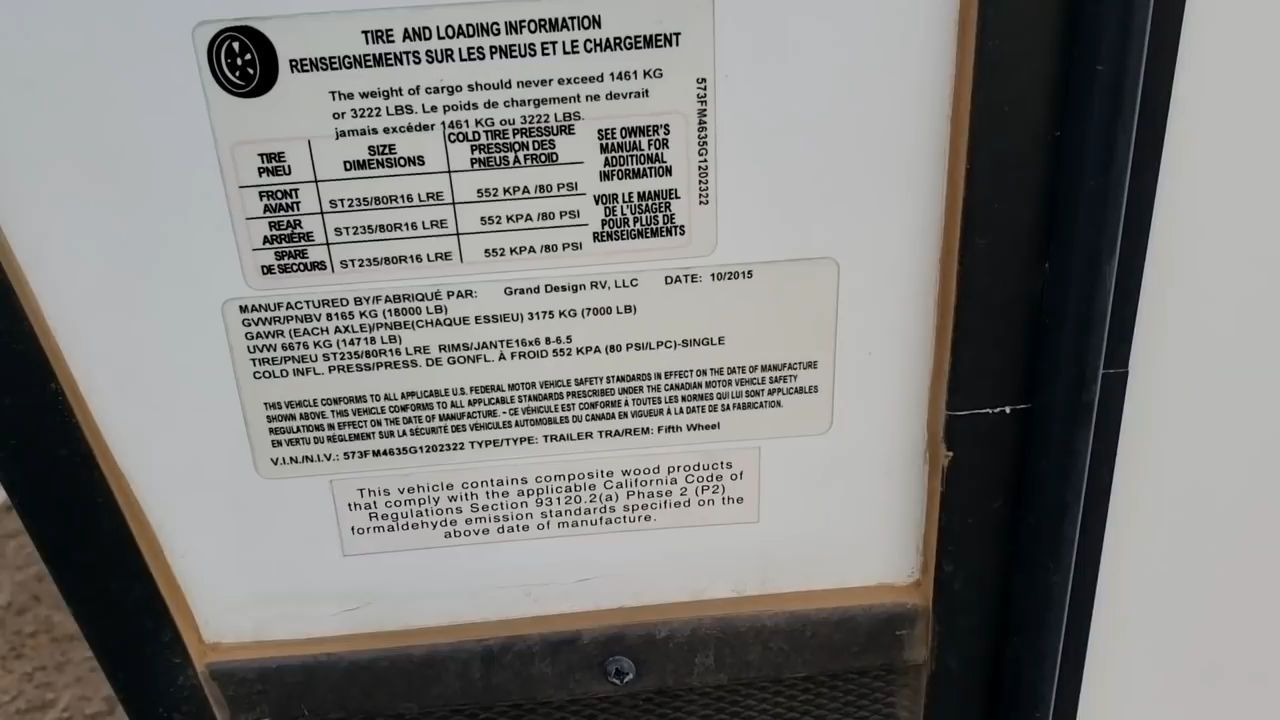 TIRE AND LOADING INFORMATION
RENSEIGNEMENTS SUR LES PNEUS ET LE CHARGEMENT
The weight of cargo should never exceed 1461 KG
or 3222 LBS. Le poids de chargement ne devrait
jamais excéder 1461 KG ou 3222 LBS.
TIRE
PNEU
SIZE
DIMENSIONS
COLD TIRE PRESSURE
PRESSION DES
PNEUS À FROID
FRONT
AVANT
ST235/80R16 LRE
552 KPA /80 PSI
REAR
ARRIÈRE
ST235/80R16 LRE
552 KPA /80 PSI
SPARE
DE SECOURS
ST235/80R16 LRE
552 KPA /80 PSI
SEE OWNER'S
MANUAL FOR
ADDITIONAL
INFORMATION
VOIR LE MANUEL
DE L'USAGER
POUR PLUS DE
RENSEIGNEMENTS
573FM4635G1202322
MANUFACTURED BY/FABRIQUÉ PAR: Grand Design RV, LLC DATE: 10/2015
GVWR/PNBV 8165 KG (18000 LB)
GAWR (EACH AXLE)/PNBE(CHAQUE ESSIEU) 3175 KG (7000 LB)
UVW 6676 KG (14718 LB)
TIRE/PNEU ST235/80R16 LRE RIMS/JANTE16x6 8-6.5
COLD INFL. PRESS/PRESS. DE GONFL. À FROID 552 KPA (80 PSI/LPC)-SINGLE
THIS VEHICLE CONFORMS TO ALL APPLICABLE U.S. FEDERAL MOTOR VEHICLE SAFETY STANDARDS IN EFFECT ON THE DATE OF MANUFACTURE
SHOWN ABOVE. THIS VEHICLE CONFORMS TO ALL APPLICABLE STANDARDS PRESCRIBED UNDER THE CANADIAN MOTOR VEHICLE SAFETY
REGULATIONS IN EFFECT ON THE DATE OF MANUFACTURE. - CE VÉHICULE EST CONFORME À TOUTES LES NORMES QUI LUI SONT APPLICABLES
EN VERTU DU RÈGLEMENT SUR LA SÉCURITÉ DES VÉHICULES AUTOMOBILES DU CANADA EN VIGUEUR À LA DATE DE SA FABRICATION.
V.I.N./N.I.V.: 573FM4635G1202322 TYPE/TYPE: TRAILER TRA/REM: Fifth Wheel
This vehicle contains composite wood products
that comply with the applicable California Code of
Regulations Section 93120.2(a) Phase 2 (P2)
formaldehyde emission standards specified on the
above date of manufacture.